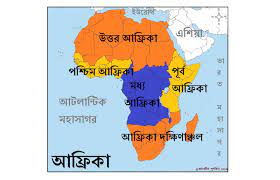 ইউরোপ
উত্তর আফ্রিকা
এশিয়া
পশ্চিম আফ্রিকা
পূর্ব
আফ্রিকা
মধ্য
আফ্রিকা
ভারত
মহাসাগর
আটলান্টিক
মহাসাগর
আফ্রিকা দক্ষিণাঞ্চল
আফ্রিকা